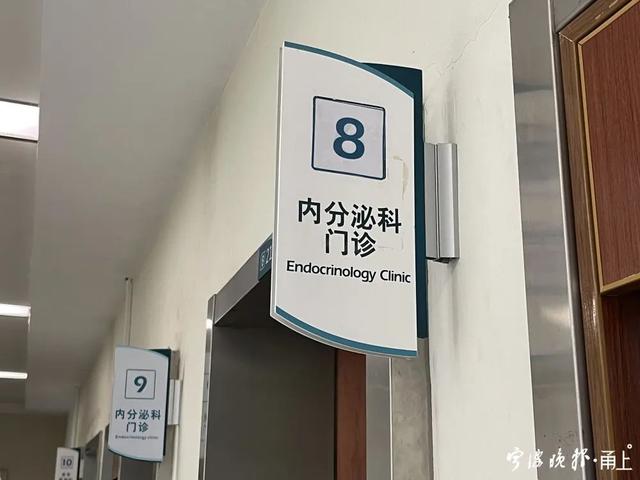 8
内分泌科
门诊
Endocrinology Clinic
9
内分泌科
门诊
Endocrinology clinic
10
宁波晚报·甬上